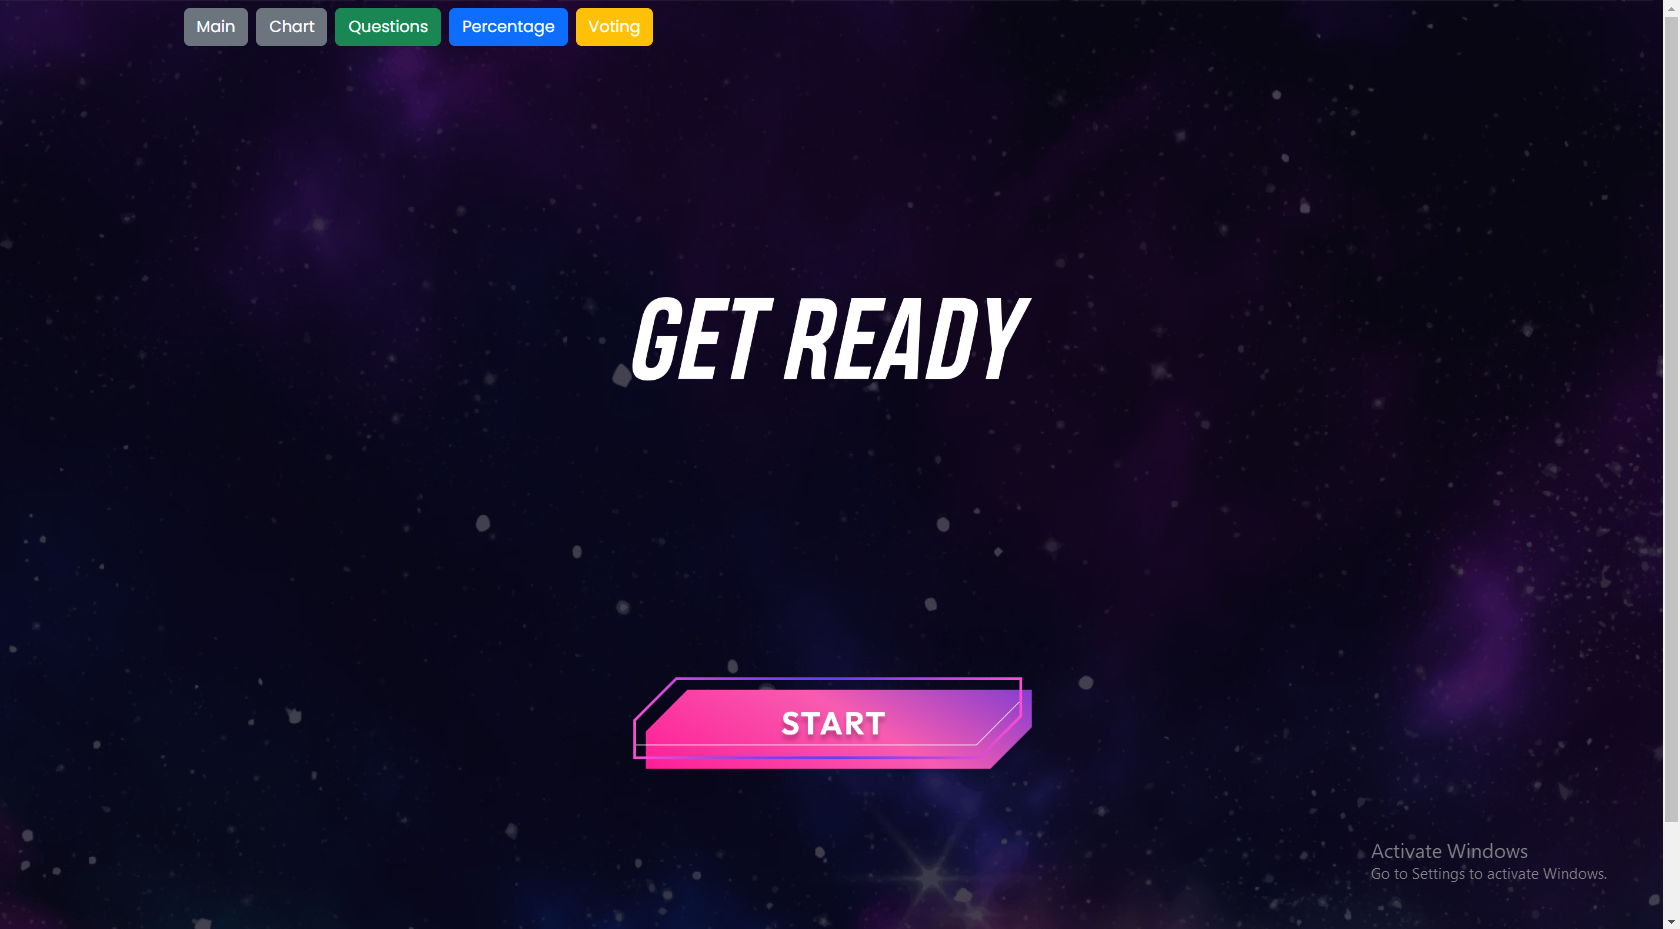 Main Chart Questions Percentage Voting
GET READY
START
Activate Windows
Go to Settings to activate Windows.